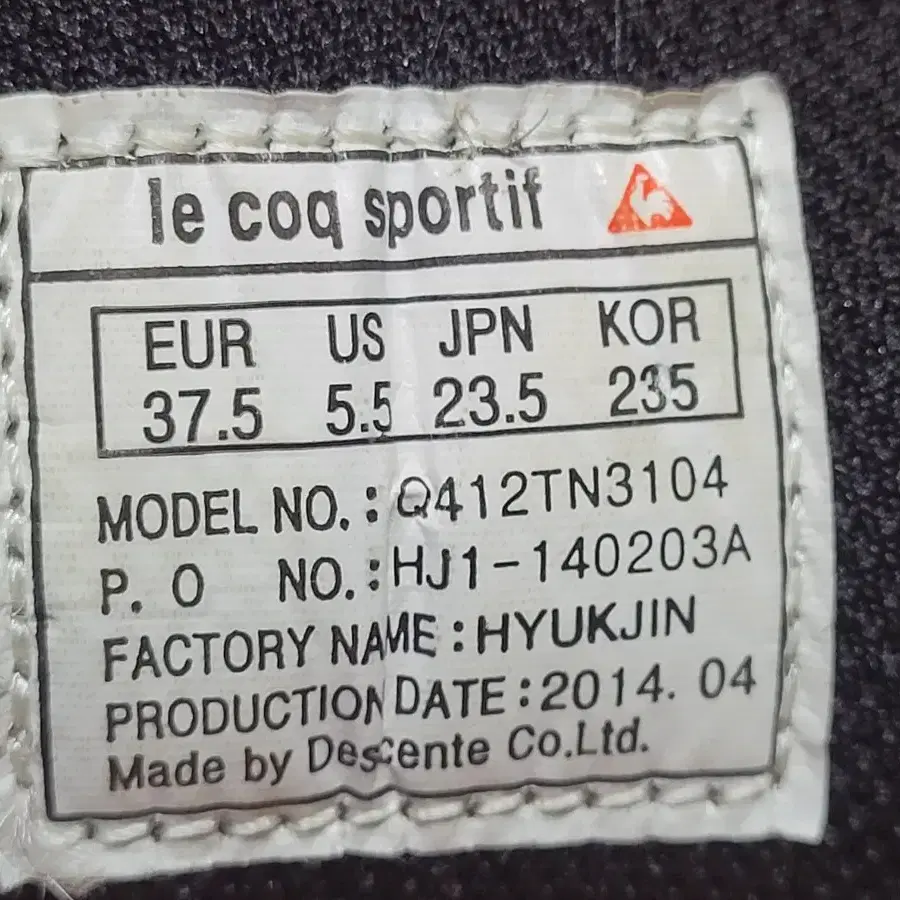 le coq sportif
EUR US JPN KOR
37.5 5.5 23.5 235
MODEL NO. : Q412TN3104
P. O NO. : HJ1-140203A
FACTORY NAME : HYUKJIN
PRODUCTION DATE : 2014. 04
Made by Descente Co.Ltd.